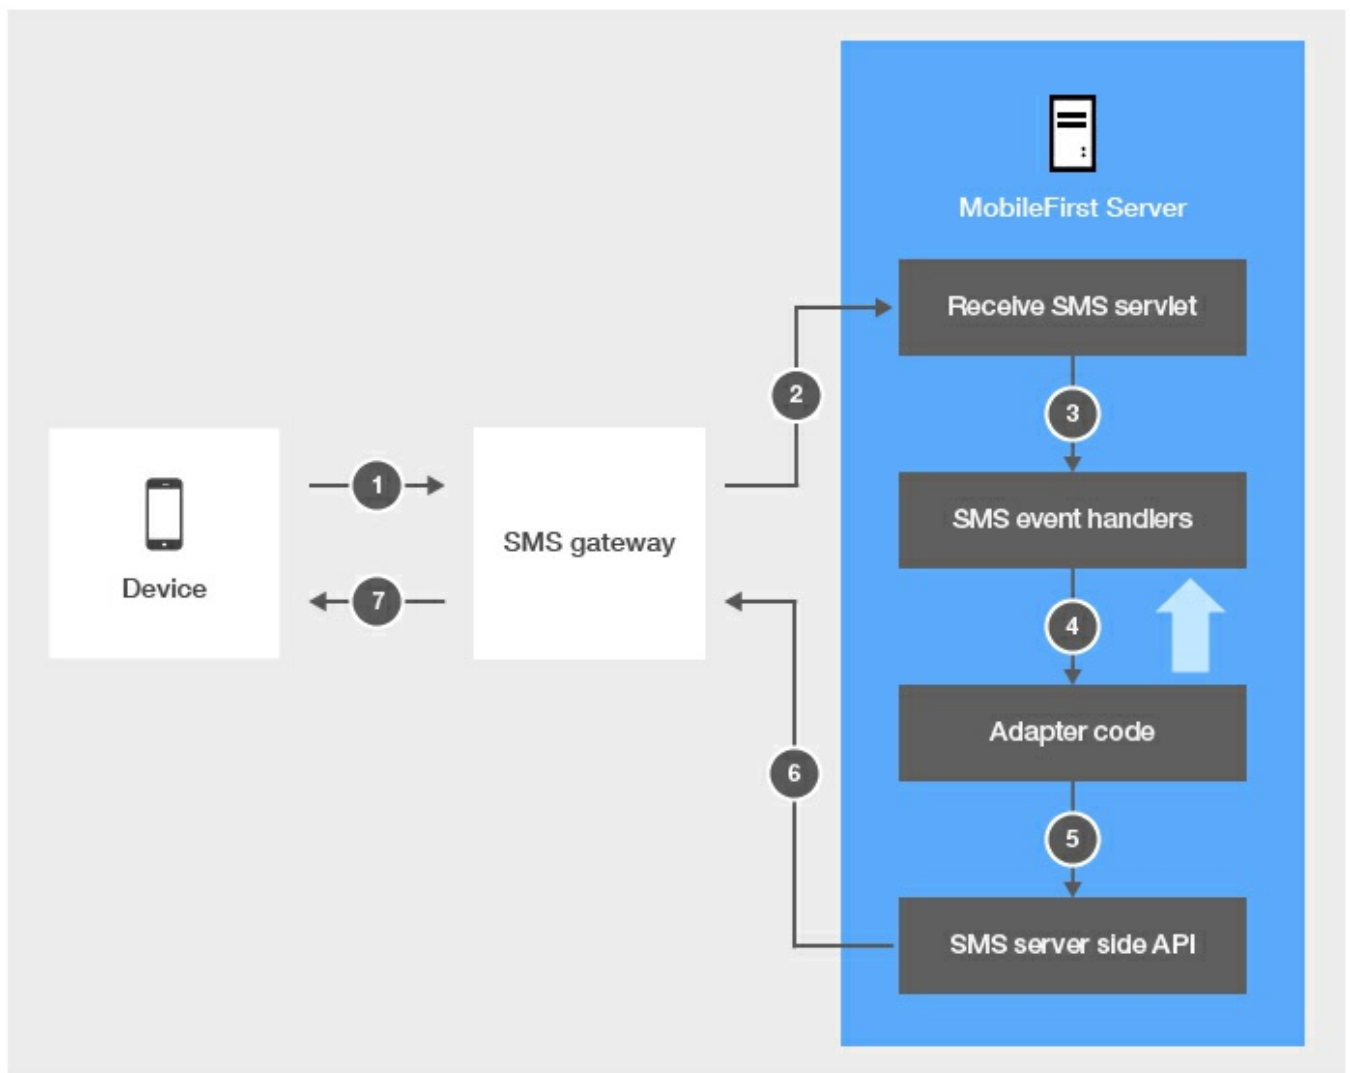 MobileFirst Server
Receive SMS servlet
2
3
1
SMS event handlers
SMS gateway
Device
7
4
Adapter code
6
5
SMS server side API